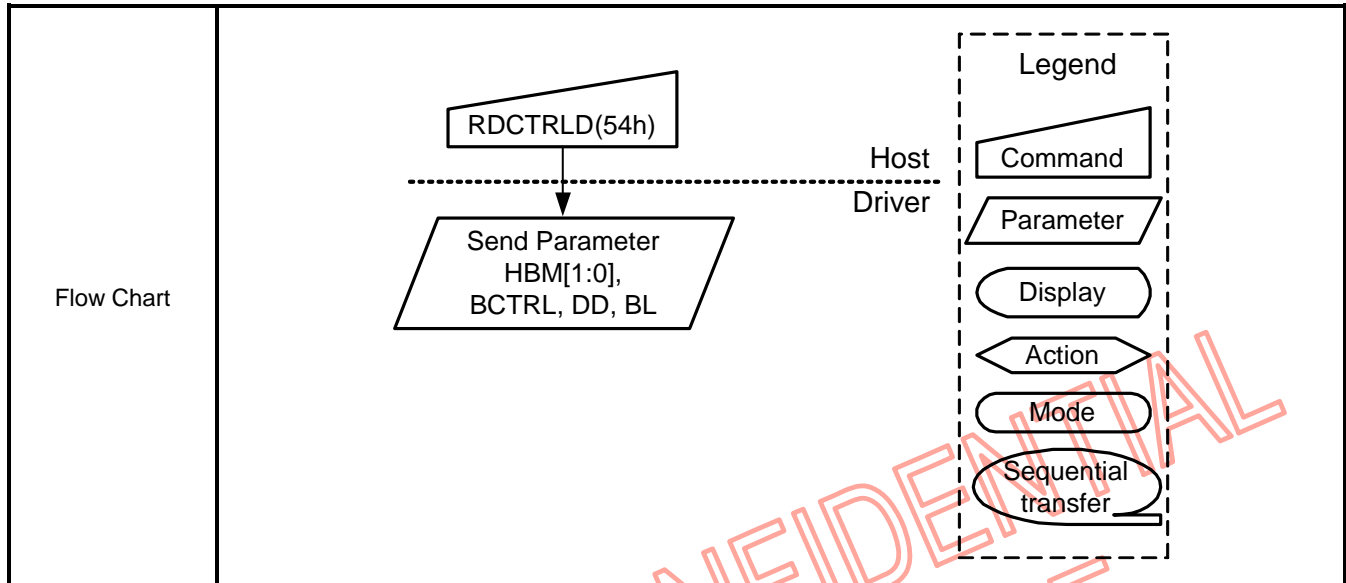 Flow Chart
RDCTRLD(54h)
Host
Driver
Send Parameter
HBM[1:0],
BCTRL, DD, BL
Legend
Command
Parameter
Display
Action
Mode
Sequential
transfer